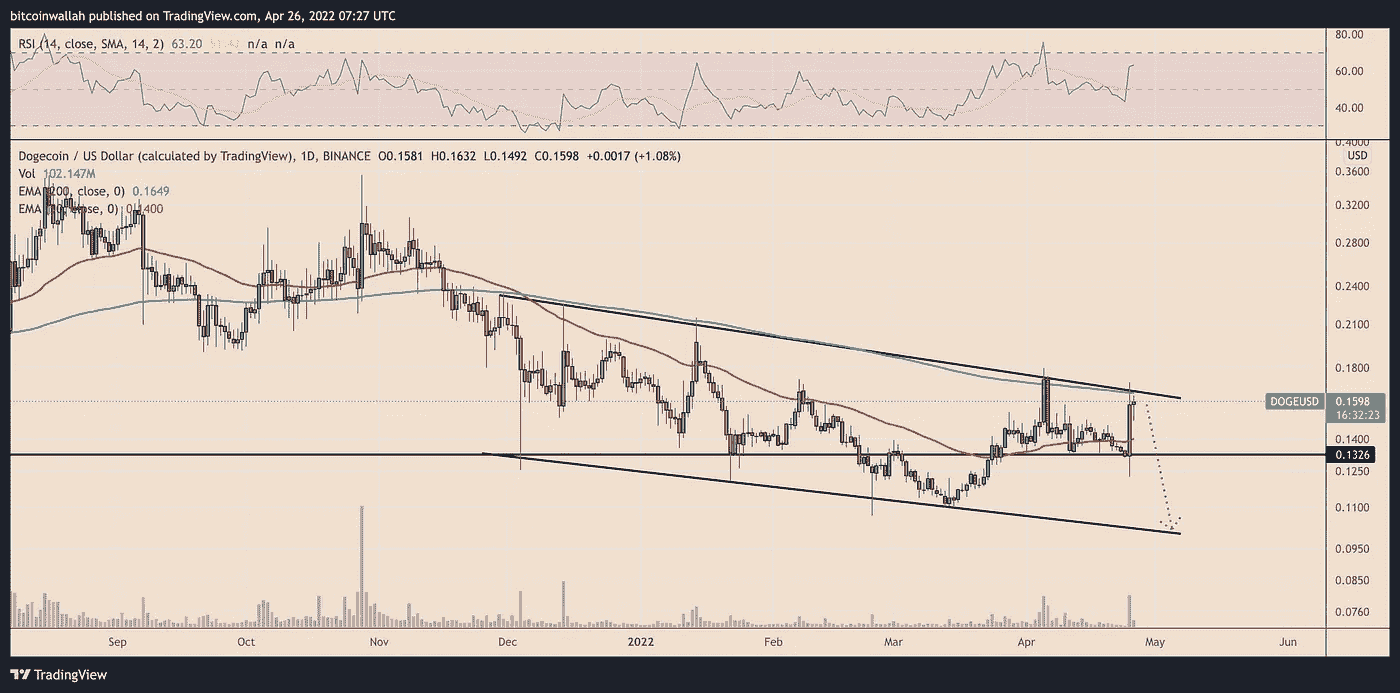 bitcoinwallah published on TradingView.com, Apr 26, 2022 07:27 UTC
RSI (14, close, SMA, 14, 2) 63.20 n/a n/a
80.00
60.00
40.00
Dogecoin / US Dollar (calculated by TradingView), 1D, BINANCE O0.1581 H0.1632 L0.1492 C0.1598 +0.0017 (+1.08%)
Vol 102.147M
EMA (200, close, 0) 0.1649
EMA close, 0) 0.1400
0.4000
USD
0.3600
0.3200
0.2800
0.2400
0.2100
0.1800
DOGEUSD 0.1598
16:32:23
0.1400
0.1326
0.1250
0.1100
0.0950
0.0850
0.0760
Sep Oct Nov Dec 2022 Feb Mar Apr May Jun
TradingView